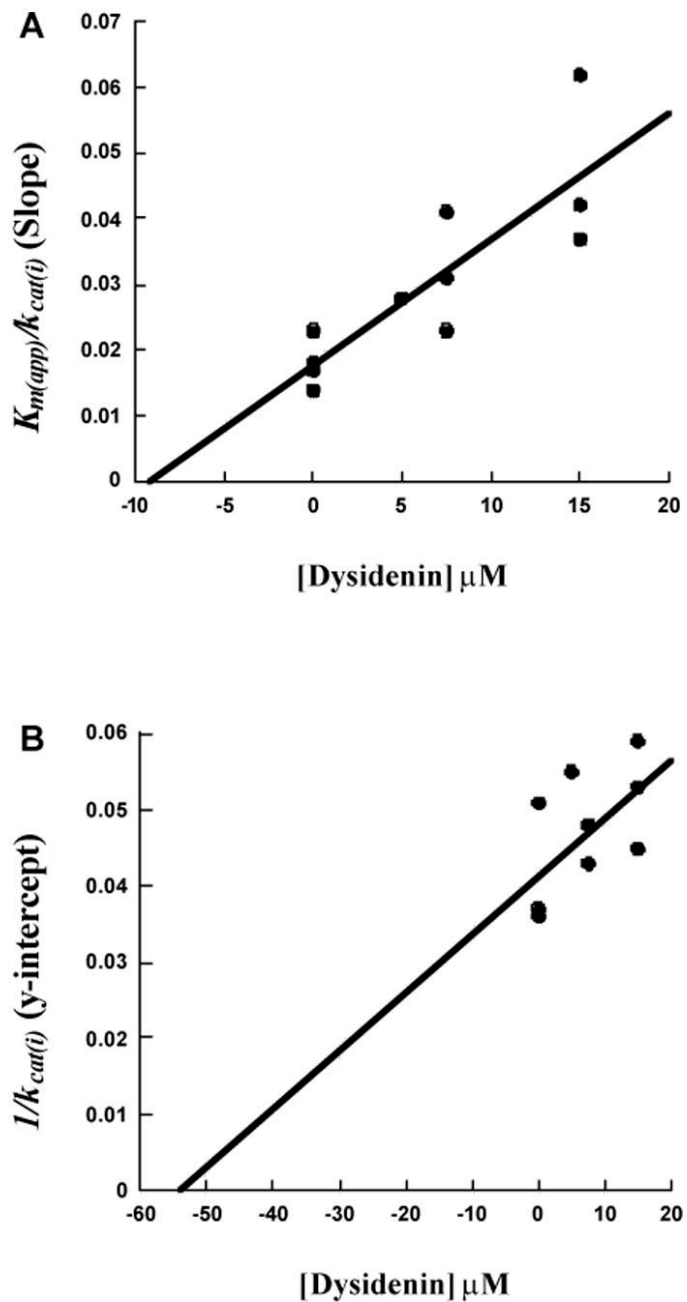 A
0.07
0.06
0.05
0.04
0.03
0.02
0.01
0
-10 -5 0 5 10 15 20
Km(app)/kcat(i) (Slope)
[Dysidenin] μM
B
0.06
0.05
0.04
0.03
0.02
0.01
0
-60 -50 -40 -30 -20 -10 0 10 20
1/kcat(i) (y-intercept)
[Dysidenin] μM